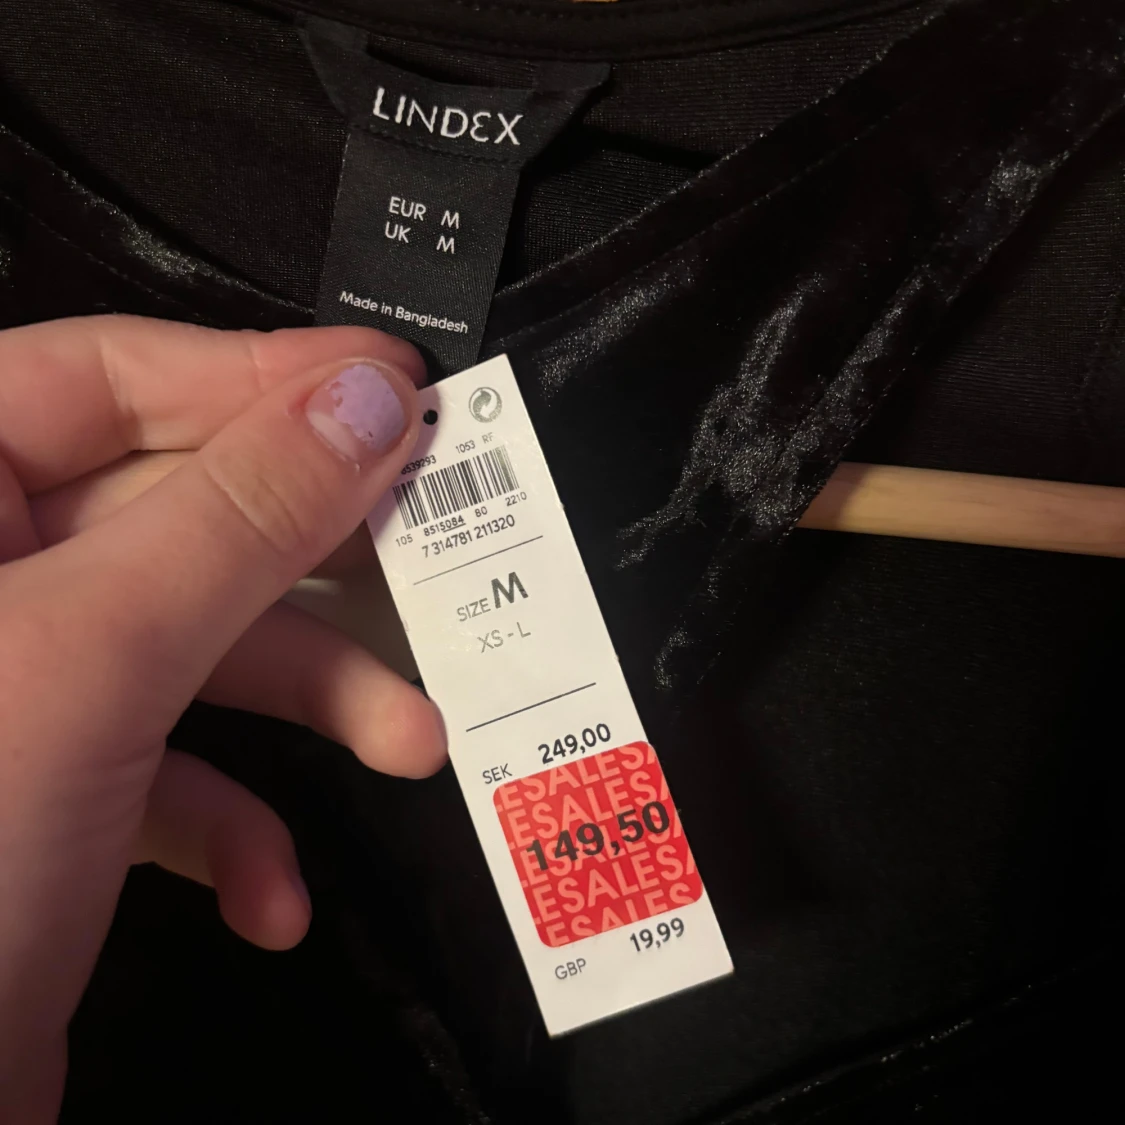 LINDEX
EUR M
UK M
Made in Bangladesh
1053 RF
105 8515084 80 2210
7 314781 211320
SIZE M
XS - L
SEK 249,00
SALES
149,50
19,99
GBP